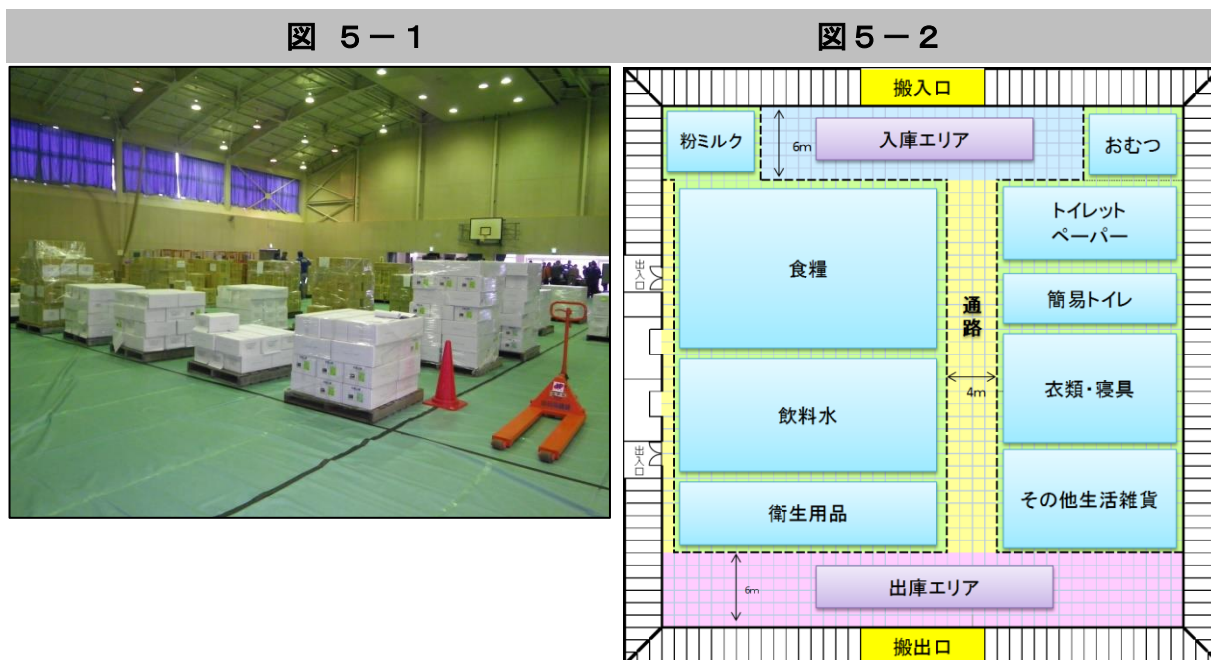 図 5－1
図5－2
搬入口
粉ミルク
6m
入庫エリア
おむつ
トイレット
ペーパー
食糧
出入口
簡易トイレ
通路
4m
衣類・寝具
飲料水
出入口
その他生活雑貨
衛生用品
6m
出庫エリア
搬出口